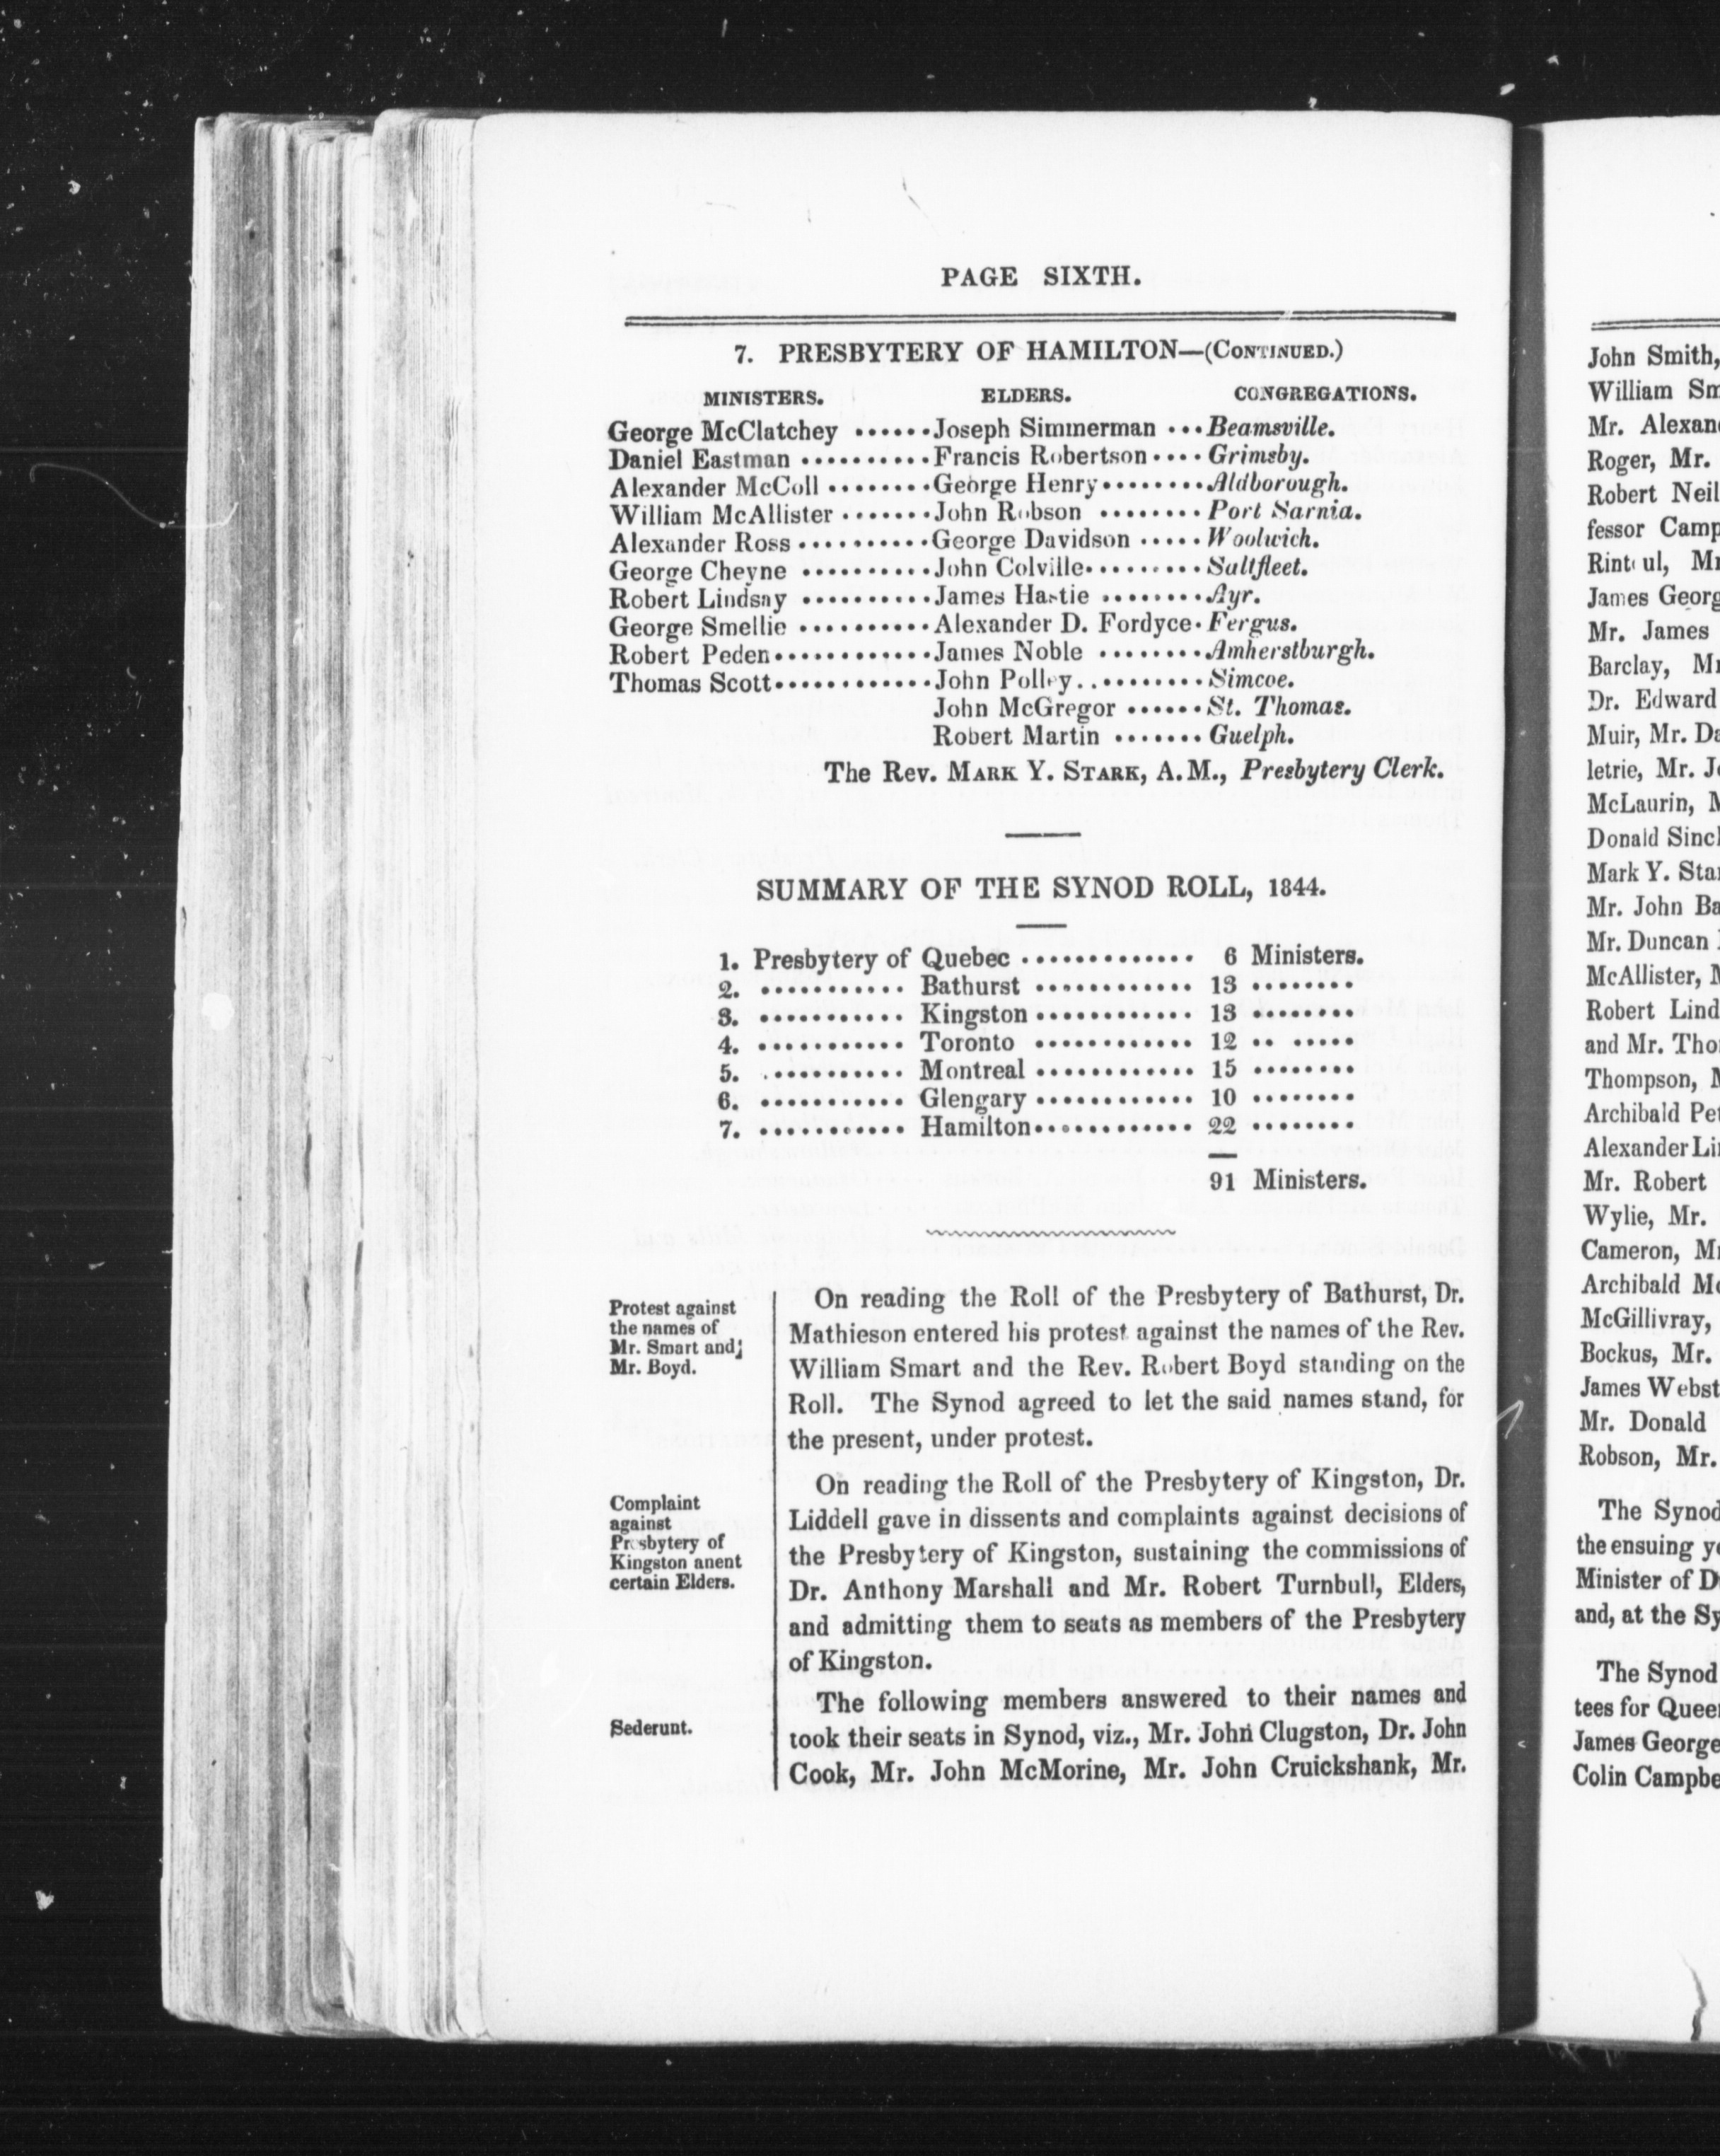 PAGE SIXTH.
7. PRESBYTERY OF HAMILTON—(CONTINUED.)
MINISTERS. ELDERS. CONGREGATIONS.
George McClatchey ......Joseph Simmerman ...Beamsville.
Daniel Eastman ..........Francis Robertson....Grimsby.
Alexander McColl ........George Henry........Aldborough.
William McAllister .......John Robson ........Port Sarnia.
Alexander Ross ..........George Davidson .....Woolwich.
George Cheyne ..........John Colville.........Saltfleet.
Robert Lindsay ..........James Hastie ........Ayr.
George Smellie ..........Alexander D. Fordyce.Fergus.
Robert Peden............James Noble ........Amherstburgh.
Thomas Scott............John Polley..........Simcoe.
John McGregor ......St. Thomas.
Robert Martin .......Guelph.
The Rev. MARK Y. STARK, A.M., Presbytery Clerk.
SUMMARY OF THE SYNOD ROLL, 1844.
1. Presbytery of Quebec ............. 6 Ministers.
2. ........... Bathurst ............ 13 ........
3. ........... Kingston ............ 13 ........
4. ........... Toronto ............ 12 .. .....
5. ........... Montreal ............ 15 ........
6. ........... Glengary ............ 10 ........
7. ........... Hamilton............ 22 ........
91 Ministers.
Protest against
the names of
Mr. Smart and
Mr. Boyd.
On reading the Roll of the Presbytery of Bathurst, Dr.
Mathieson entered his protest against the names of the Rev.
William Smart and the Rev. Robert Boyd standing on the
Roll. The Synod agreed to let the said names stand, for
the present, under protest.
Complaint
against
Presbytery of
Kingston anent
certain Elders.
On reading the Roll of the Presbytery of Kingston, Dr.
Liddell gave in dissents and complaints against decisions of
the Presbytery of Kingston, sustaining the commissions of
Dr. Anthony Marshall and Mr. Robert Turnbull, Elders,
and admitting them to seats as members of the Presbytery
of Kingston.
Sederunt.
The following members answered to their names and
took their seats in Synod, viz., Mr. John Clugston, Dr. John
Cook, Mr. John McMorine, Mr. John Cruickshank, Mr.
John Smith,
William
Mr.
Roger, Mr.
Robert
fessor
James
Mr. James
Barclay,
Dr. Edward
Muir, Mr.
letrie, Mr.
McLaurin,
Donald
Mark Y.
Mr. John
Mr. Duncan
McAllister,
Robert
and Mr.
Thompson,
Archibald
Alexander
Mr. Robert
Wylie, Mr.
Cameron,
Archibald
McGillivray,
Bockus, Mr.
James
Mr. Donald
Robson, Mr.
The Synod
the ensuing
Minister of
and, at the
The Synod
tees for
James George
Colin